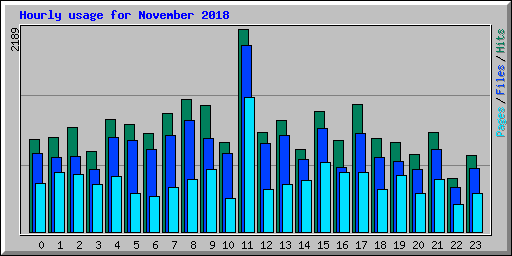 Hourly usage for November 2018
2189
Pages / Files / Hits
0 1 2 3 4 5 6 7 8 9 10 11 12 13 14 15 16 17 18 19 20 21 22 23